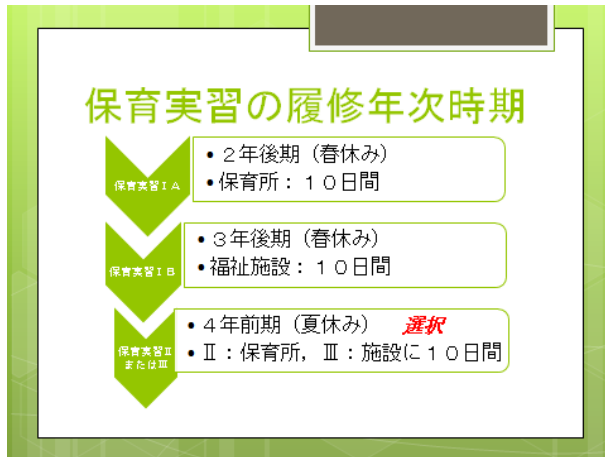 保育実習の履修年次時期
保育実習ⅠA
• ２年後期（春休み）
• 保育所：１０日間
保育実習ⅠB
• ３年後期（春休み）
• 福祉施設：１０日間
保育実習Ⅱ
または Ⅲ
• ４年前期（夏休み） 選択
• Ⅱ：保育所，Ⅲ：施設に１０日間